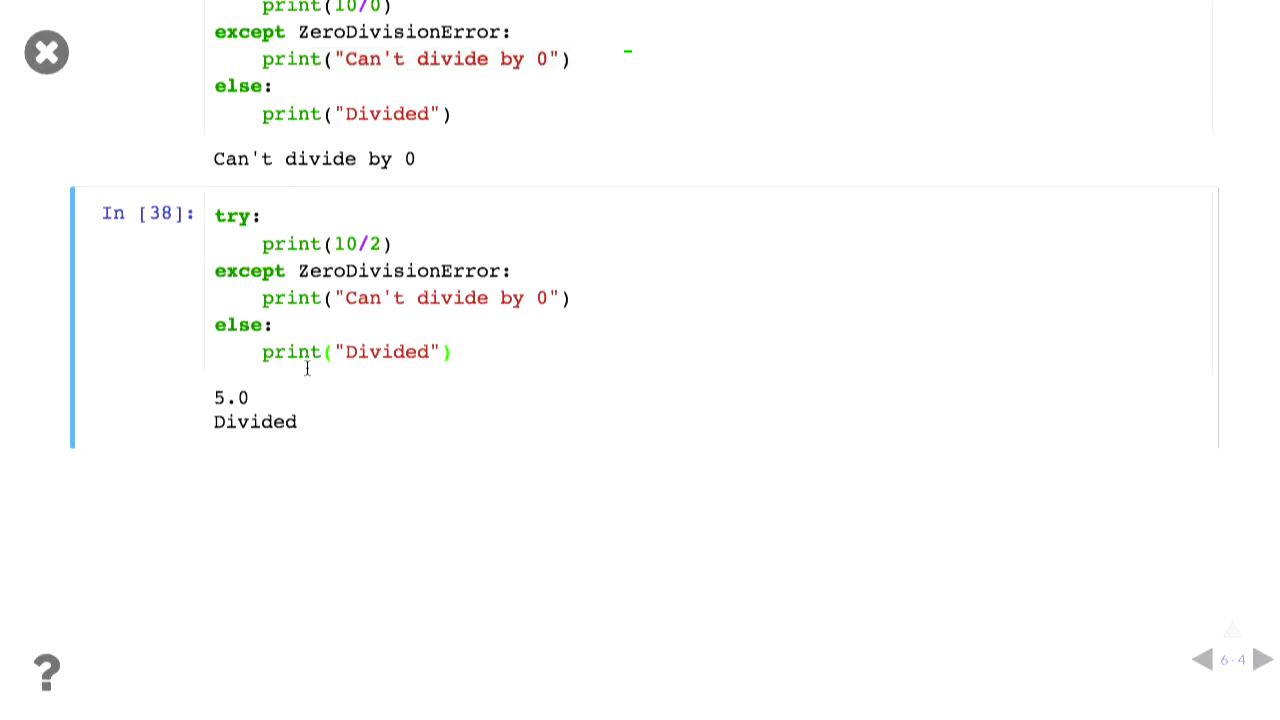 print(10/0)
except ZeroDivisionError:
    print("Can't divide by 0")
else:
    print("Divided")
Can't divide by 0
In [38]: try:
    print(10/2)
except ZeroDivisionError:
    print("Can't divide by 0")
else:
    print("Divided")
5.0
Divided
?
6-4